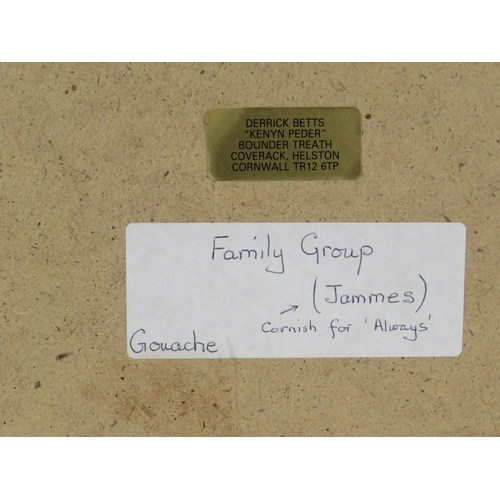 DERRICK BETTS
"KENYN PEDER"
BOUNDER TREATH
COVERACK, HELSTON
CORNWALL TR12 6TP
Family Group
(Jammes)
→ Cornish for 'Always'
Gouache